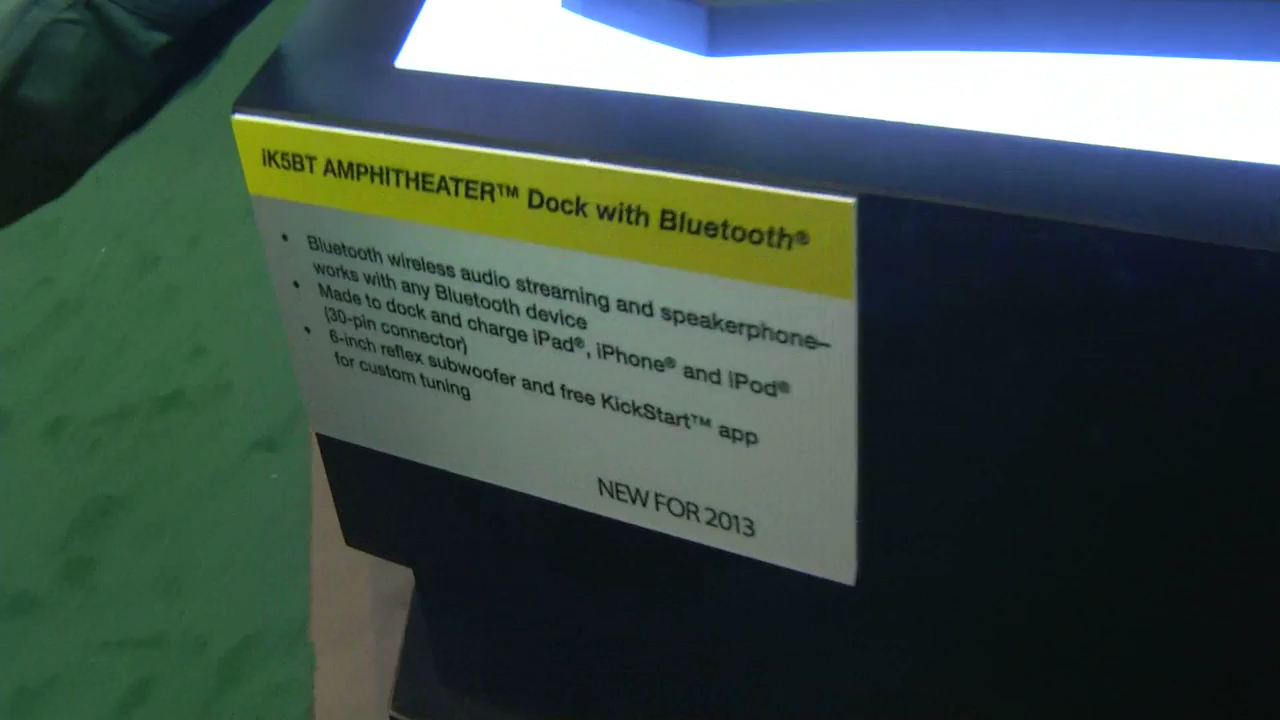 iK5BT AMPHITHEATER™ Dock with Bluetooth®
• Bluetooth wireless audio streaming and speakerphone–
works with any Bluetooth device
• Made to dock and charge iPad®, iPhone® and iPod®
(30-pin connector)
• 6-inch reflex subwoofer and free KickStart™ app
for custom tuning
NEW FOR 2013